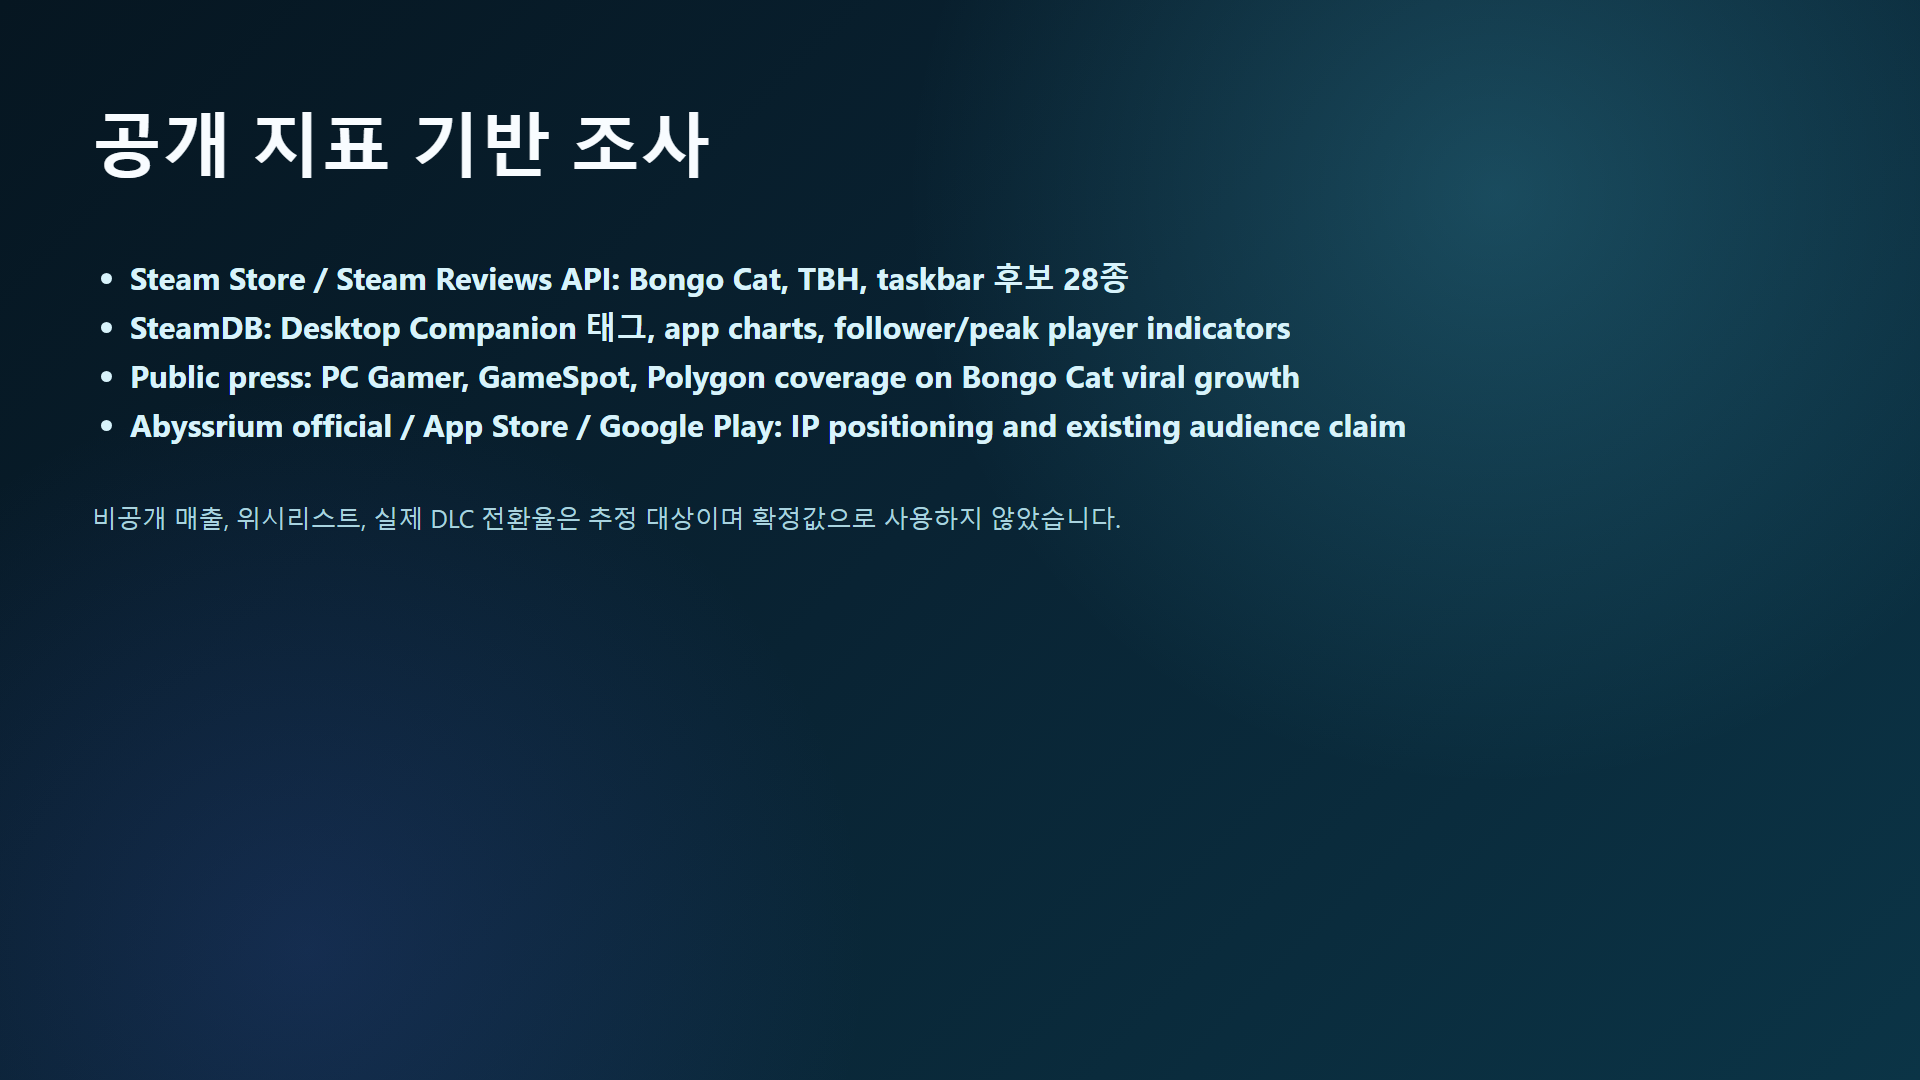 공개 지표 기반 조사
• Steam Store / Steam Reviews API: Bongo Cat, TBH, taskbar 후보 28종
• SteamDB: Desktop Companion 태그, app charts, follower/peak player indicators
• Public press: PC Gamer, GameSpot, Polygon coverage on Bongo Cat viral growth
• Abyssrium official / App Store / Google Play: IP positioning and existing audience claim
비공개 매출, 위시리스트, 실제 DLC 전환율은 추정 대상이며 확정값으로 사용하지 않았습니다.